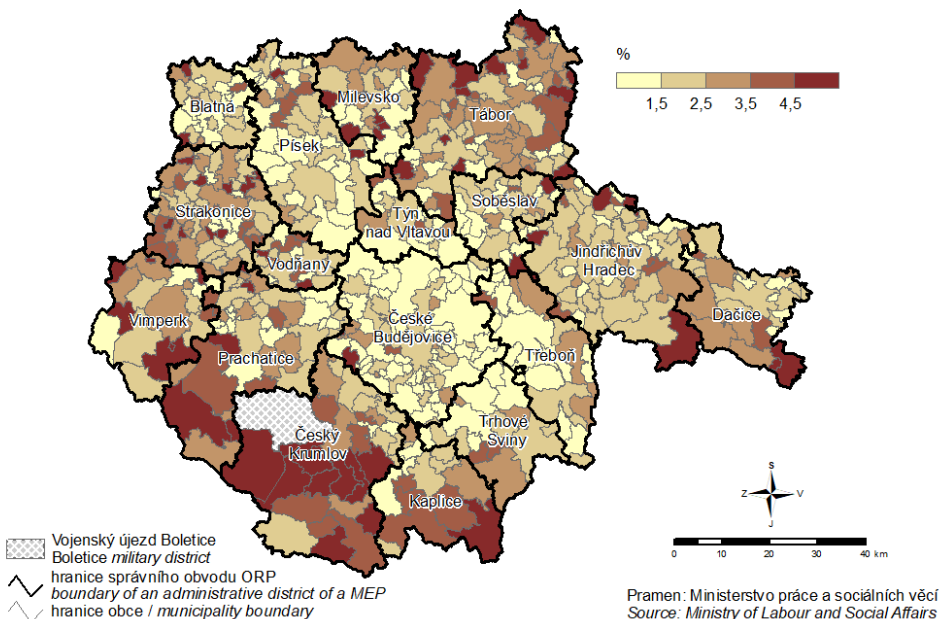 %
1,5 2,5 3,5 4,5
Blatná
Milevsko
Tábor
Písek
Strakonice
Soběslav
Týn
nad Vltavou
Vodňany
Jindřichův
Hradec
Vimperk
České
Budějovice
Dačice
Prachatice
Třeboň
Trhové
Sviny
Český
Krumlov
Kaplice
S
Z V
J
0 10 20 30 40 km
Vojenský újezd Boletice
Boletice military district
hranice správního obvodu ORP
boundary of an administrative district of a MEP
hranice obce / municipality boundary
Pramen: Ministerstvo práce a sociálních věcí
Source: Ministry of Labour and Social Affairs